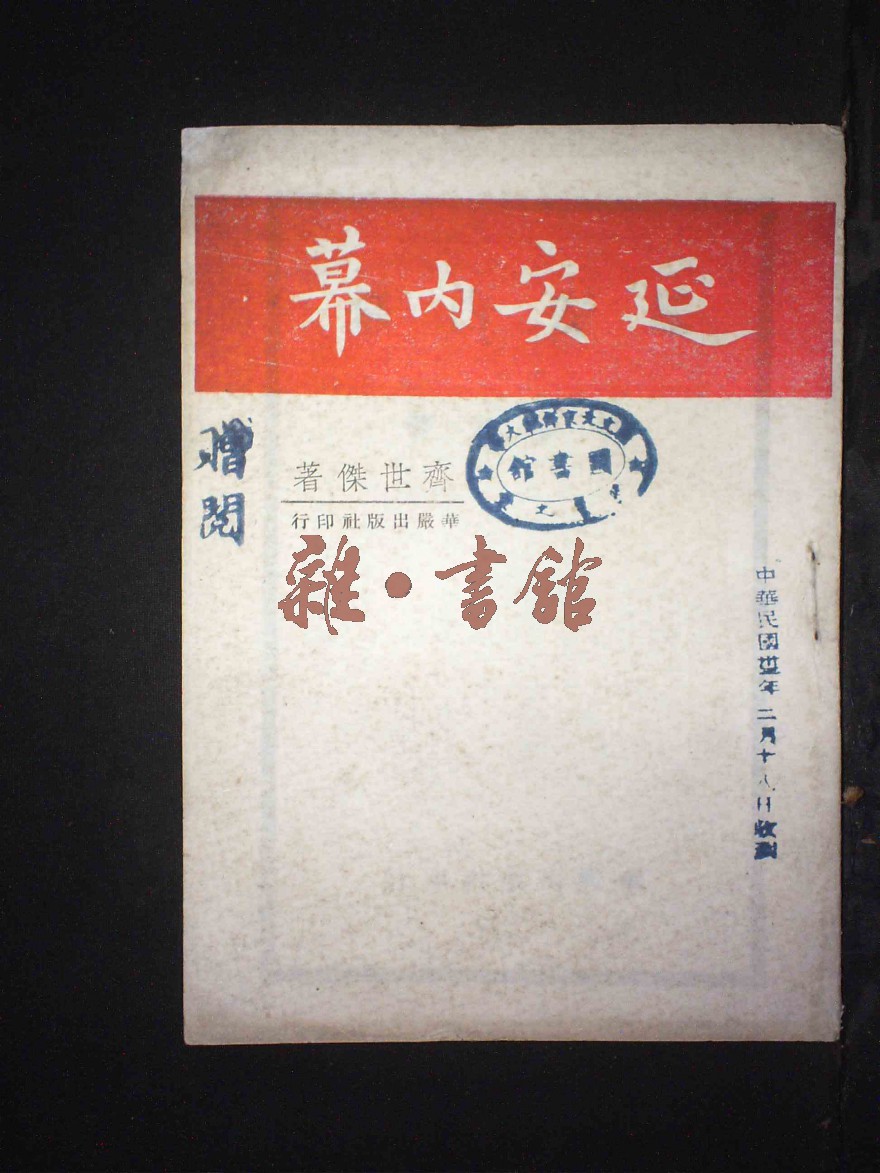 延安內幕
齊世傑著
華嚴出版社印行
贈閱
圖書館
雜·書館
中華民國
年二月十八日收到